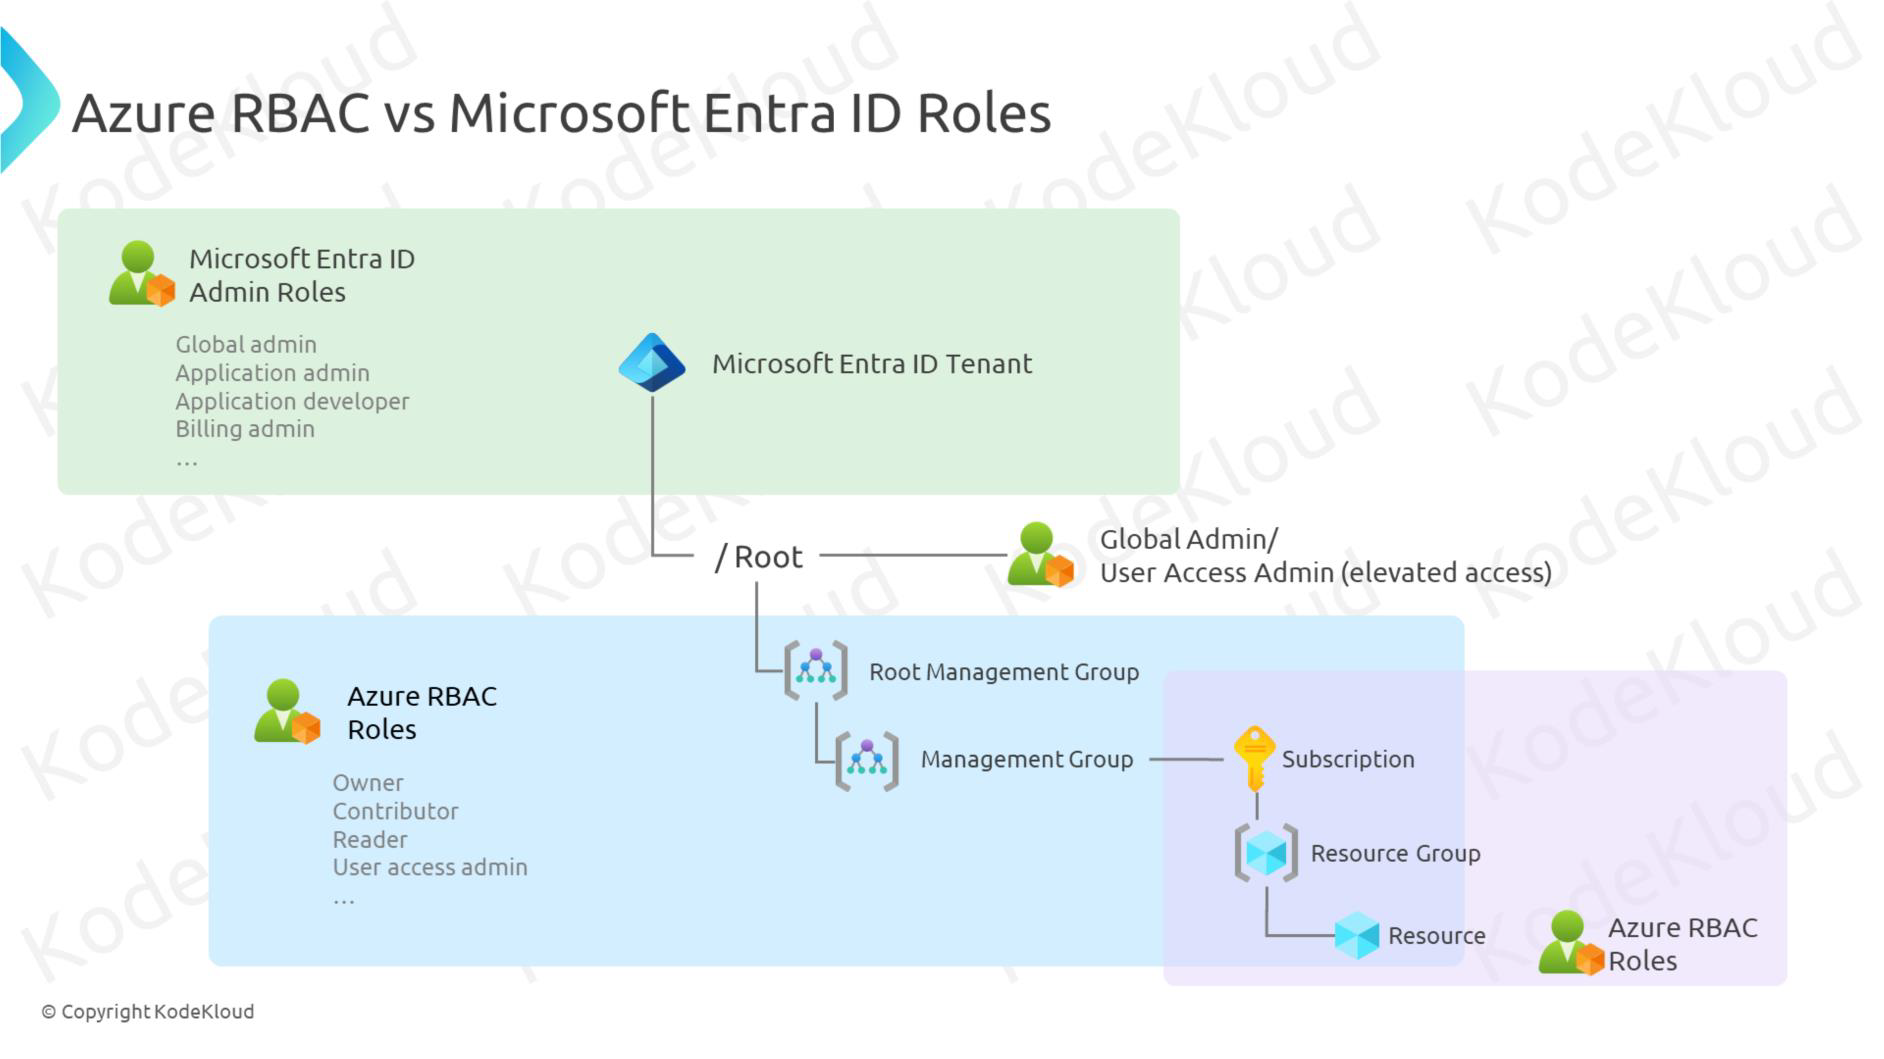 Azure RBAC vs Microsoft Entra ID Roles
Microsoft Entra ID
Admin Roles
Global admin
Application admin
Application developer
Billing admin
...
Microsoft Entra ID Tenant
/ Root
Global Admin/
User Access Admin (elevated access)
Azure RBAC
Roles
Owner
Contributor
Reader
User access admin
...
Root Management Group
Management Group
Subscription
Resource Group
Resource
Azure RBAC
Roles
© Copyright KodeKloud
KodeKloud